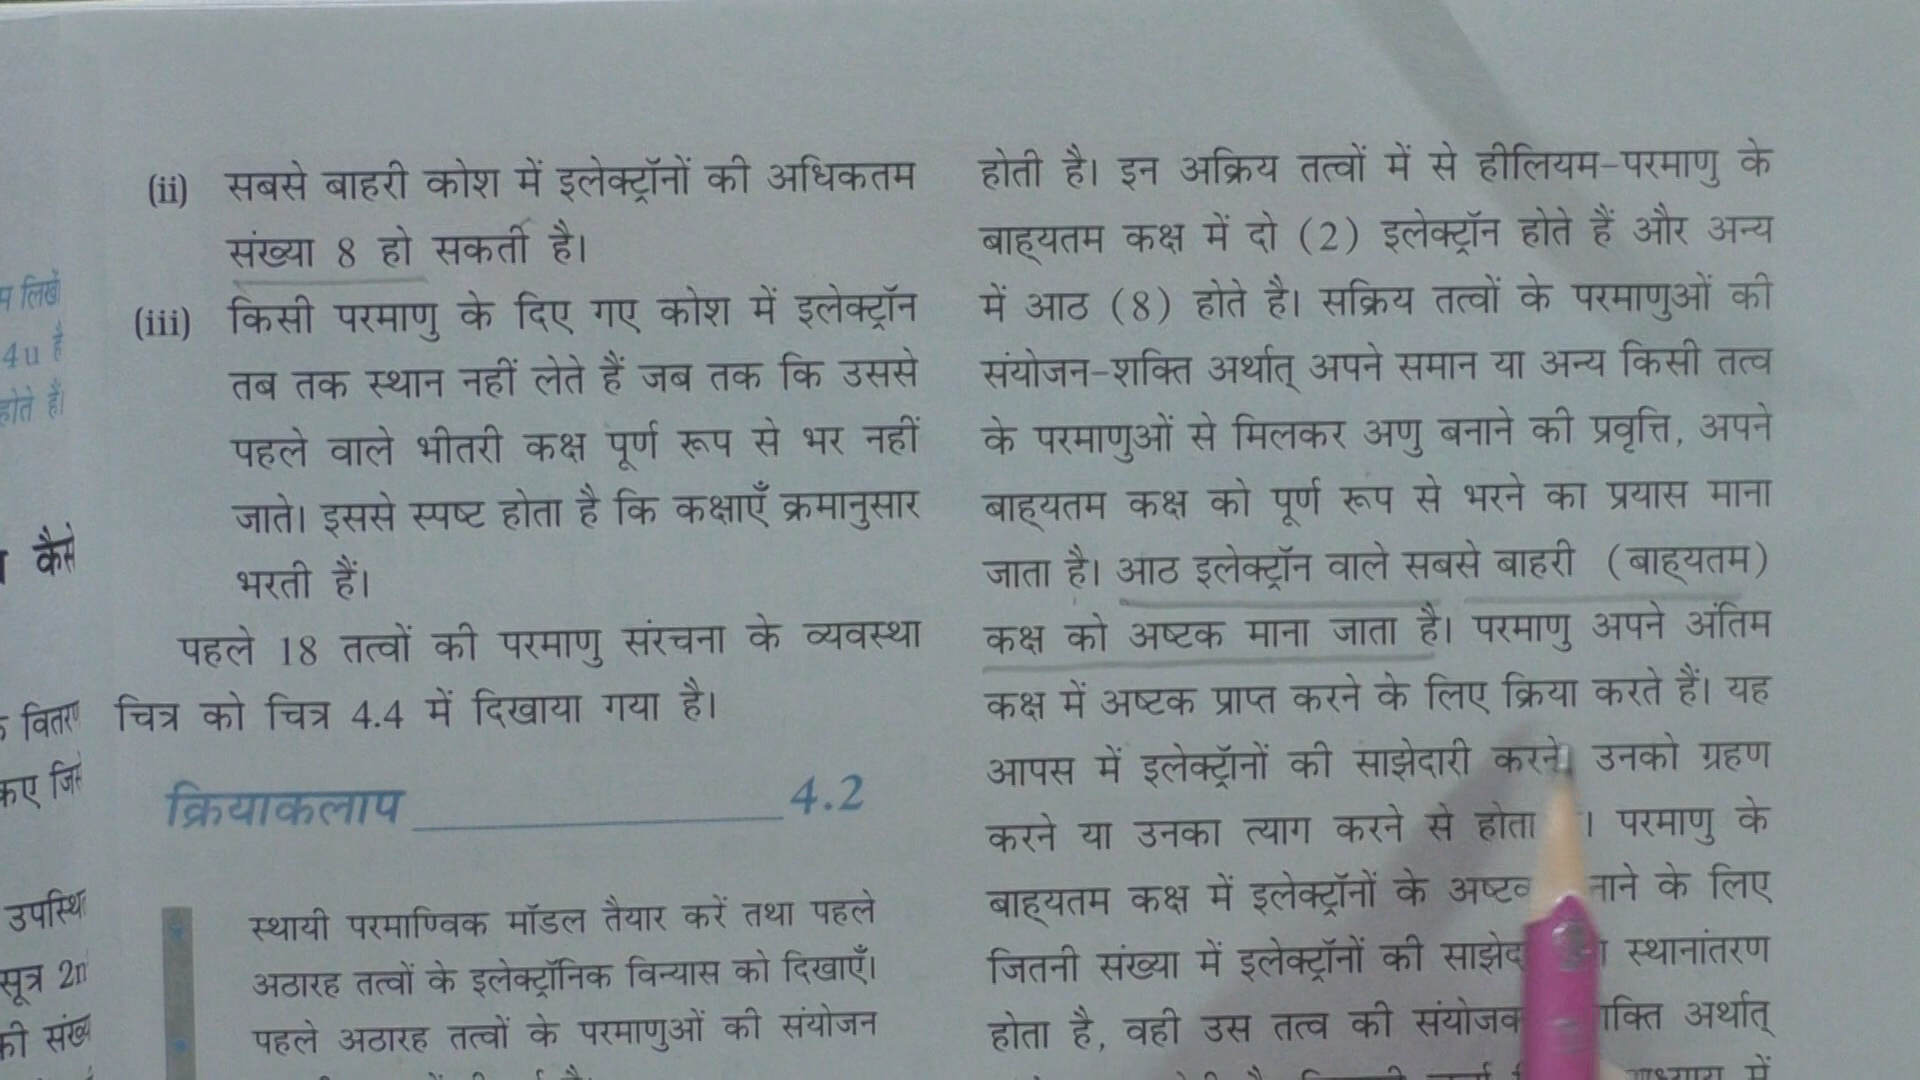 प लिखें
4u है
होते हैं।
कैसे
वितरण
कए जि
उपस्थि
सूत्र 2n
की संख्य
(ii) सबसे बाहरी कोश में इलेक्ट्रॉनों की अधिकतम
संख्या 8 हो सकती है।
(iii) किसी परमाणु के दिए गए कोश में इलेक्ट्रॉन
तब तक स्थान नहीं लेते हैं जब तक कि उससे
पहले वाले भीतरी कक्ष पूर्ण रूप से भर नहीं
जाते। इससे स्पष्ट होता है कि कक्षाएँ क्रमानुसार
भरती हैं।
पहले 18 तत्वों की परमाणु संरचना के व्यवस्था
चित्र को चित्र 4.4 में दिखाया गया है।
क्रियाकलाप 4.2
स्थायी परमाण्विक मॉडल तैयार करें तथा पहले
अठारह तत्वों के इलेक्ट्रॉनिक विन्यास को दिखाएँ।
पहले अठारह तत्वों के परमाणुओं की संयोजन
होती है। इन अक्रिय तत्वों में से हीलियम-परमाणु के
बाह्यतम कक्ष में दो (2) इलेक्ट्रॉन होते हैं और अन्य
में आठ (8) होते है। सक्रिय तत्वों के परमाणुओं की
संयोजन-शक्ति अर्थात् अपने समान या अन्य किसी तत्व
के परमाणुओं से मिलकर अणु बनाने की प्रवृत्ति, अपने
बाह्यतम कक्ष को पूर्ण रूप से भरने का प्रयास माना
जाता है। आठ इलेक्ट्रॉन वाले सबसे बाहरी (बाह्यतम)
कक्ष को अष्टक माना जाता है। परमाणु अपने अंतिम
कक्ष में अष्टक प्राप्त करने के लिए क्रिया करते हैं। यह
आपस में इलेक्ट्रॉनों की साझेदारी करने उनको ग्रहण
करने या उनका त्याग करने से होता । परमाणु के
बाह्यतम कक्ष में इलेक्ट्रॉनों के के लिए
जितनी संख्या में इलेक्ट्रॉनों की स्थानांतरण
होता है, वही उस तत्व की अर्थात्
में